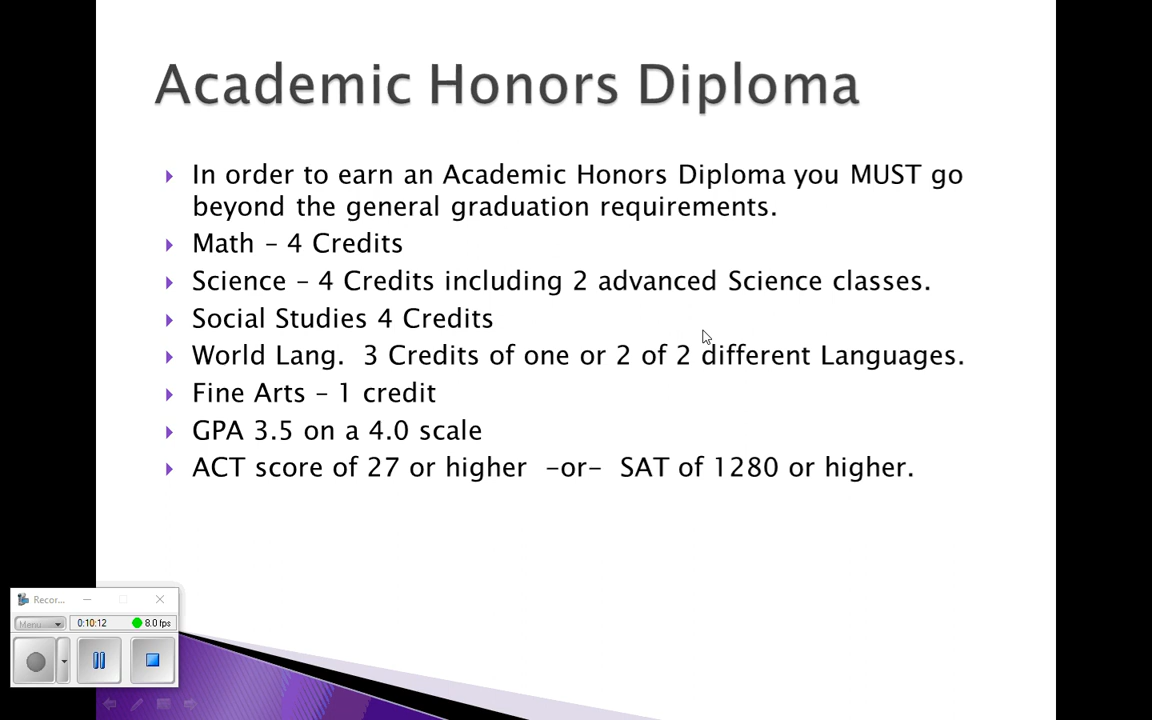 Academic Honors Diploma
In order to earn an Academic Honors Diploma you MUST go
beyond the general graduation requirements.
Math – 4 Credits
Science – 4 Credits including 2 advanced Science classes.
Social Studies 4 Credits
World Lang.  3 Credits of one or 2 of 2 different Languages.
Fine Arts – 1 credit
GPA 3.5 on a 4.0 scale
ACT score of 27 or higher  -or-  SAT of 1280 or higher.
Recor...
Menu 0:10:12 8.0 fps